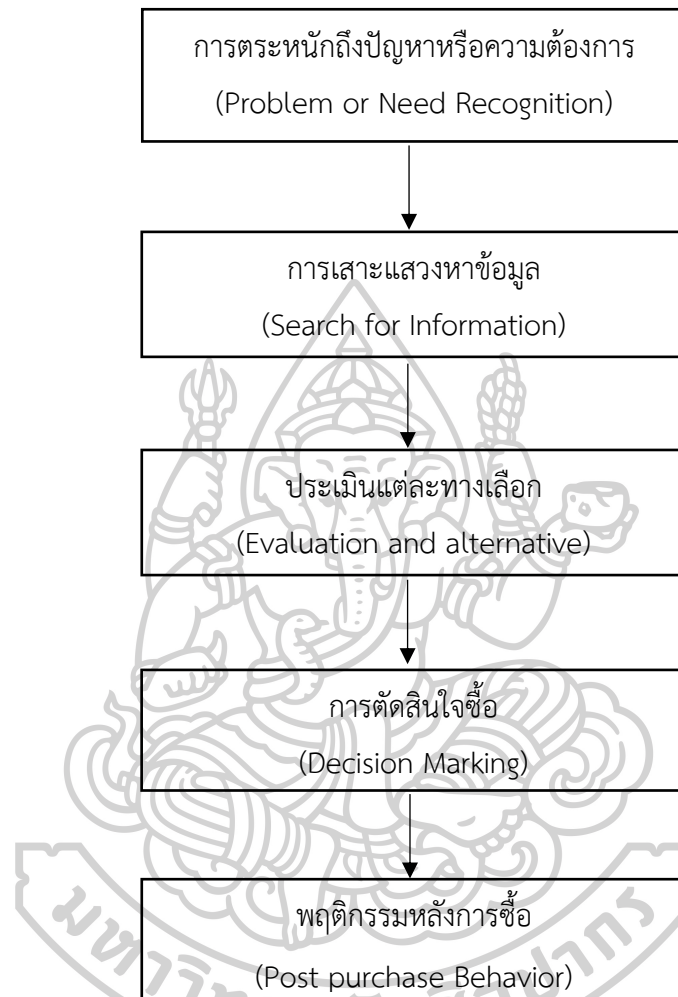 การตระหนักถึงปัญหาหรือความต้องการ
(Problem or Need Recognition)
การเสาะแสวงหาข้อมูล
(Search for Information)
ประเมินแต่ละทางเลือก
(Evaluation and alternative)
การตัดสินใจซื้อ
(Decision Marking)
พฤติกรรมหลังการซื้อ
(Post purchase Behavior)